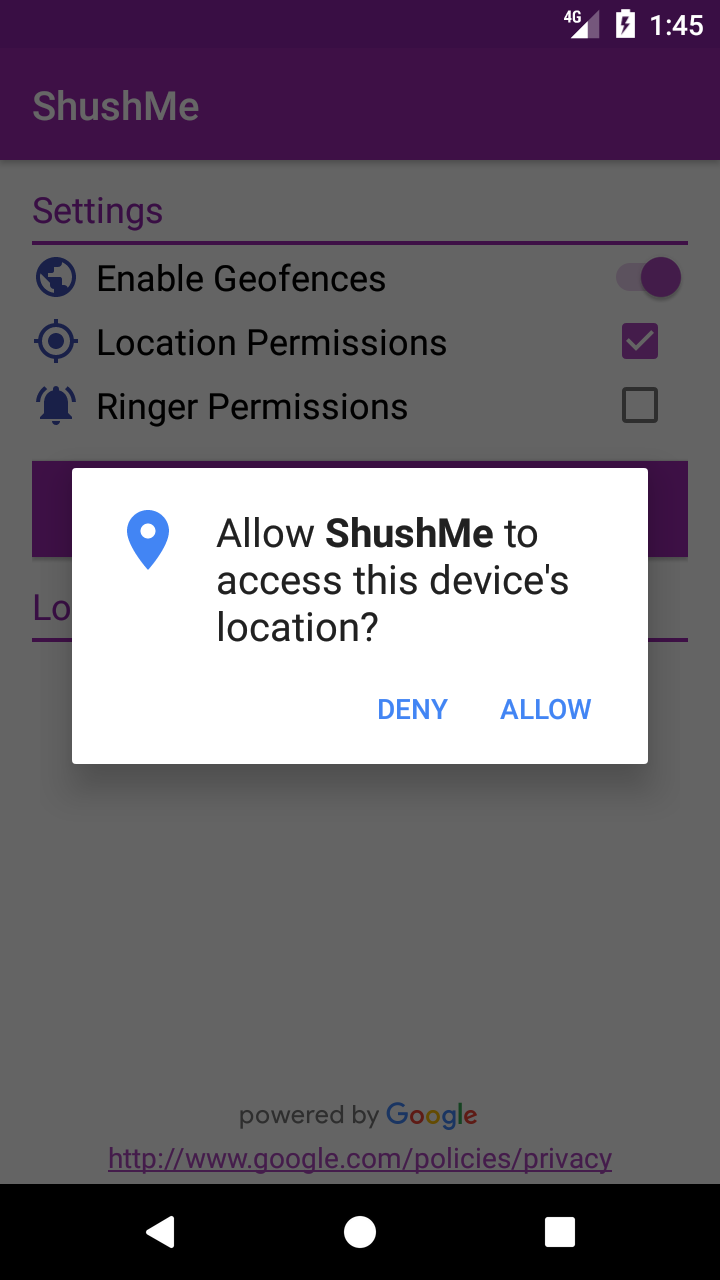 4G 1:45
ShushMe
Settings
Enable Geofences
Location Permissions
Ringer Permissions
Allow ShushMe to
access this device's
location?
DENY ALLOW
Lo
powered by Google
http://www.google.com/policies/privacy